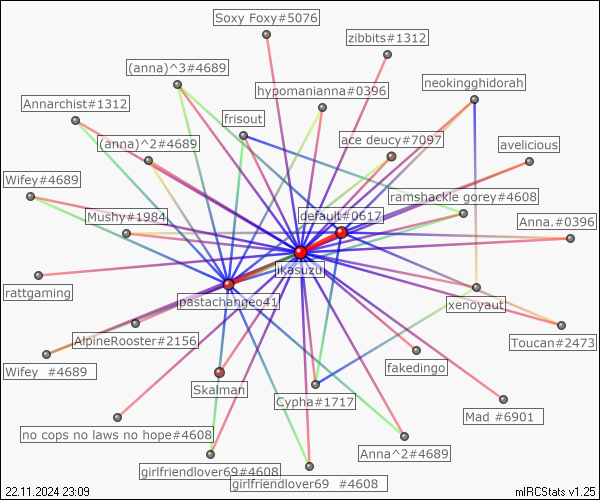 Soxy Foxy#5076
zibbits#1312
(anna)^3#4689
neokingghidorah
hypomanianna#0396
Annarchist#1312
frisout
ace deucy#7097
(anna)^2#4689
avelicious
Wifey#4689
ramshackle gorey#4608
Mushy#1984
default#0617
Anna.#0396
ikasuzu
rattgaming
pastachangeo41
xenoyaut
AlpineRooster#2156
Toucan#2473
Wifey #4689
fakedingo
Skalman
Cypha#1717
Mad #6901
no cops no laws no hope#4608
Anna^2#4689
girlfriendlover69#4608
girlfriendlover69 #4608
22.11.2024 23:09
mIRCStats v1.25